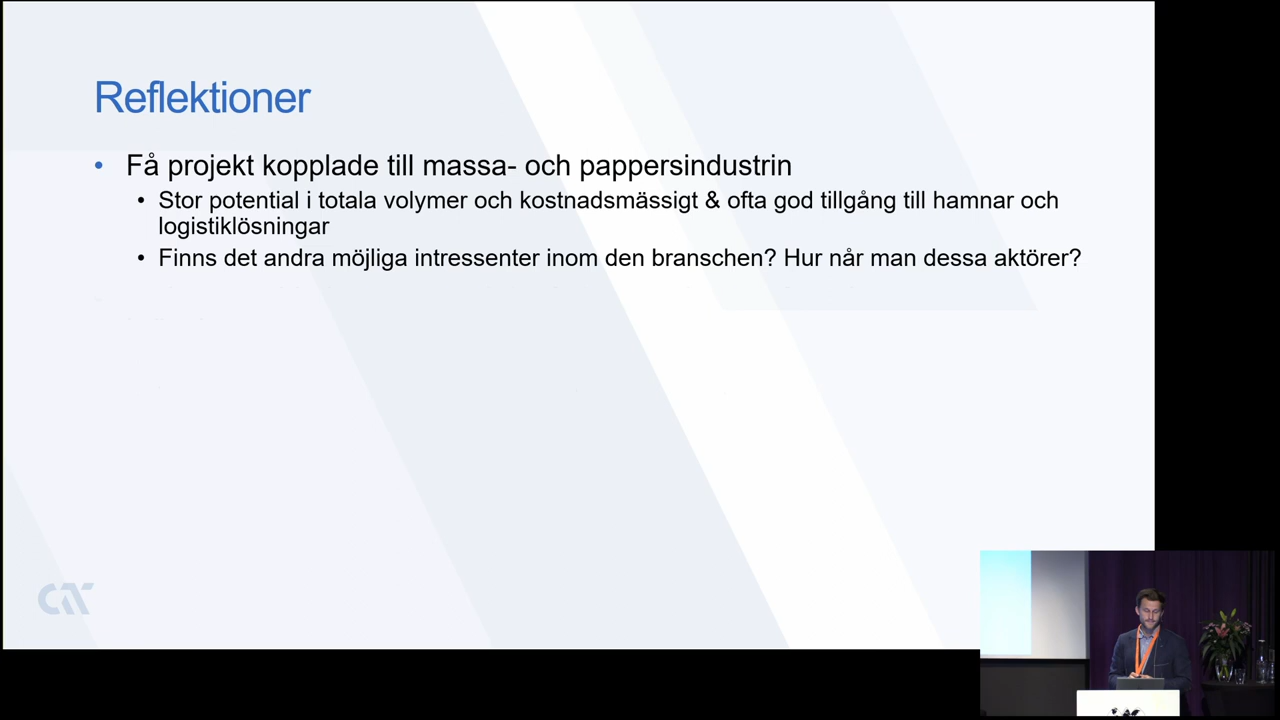 Reflektioner
• Få projekt kopplade till massa- och pappersindustrin
• Stor potential i totala volymer och kostnadsmässigt & ofta god tillgång till hamnar och
logistiklösningar
• Finns det andra möjliga intressenter inom den branschen? Hur når man dessa aktörer?